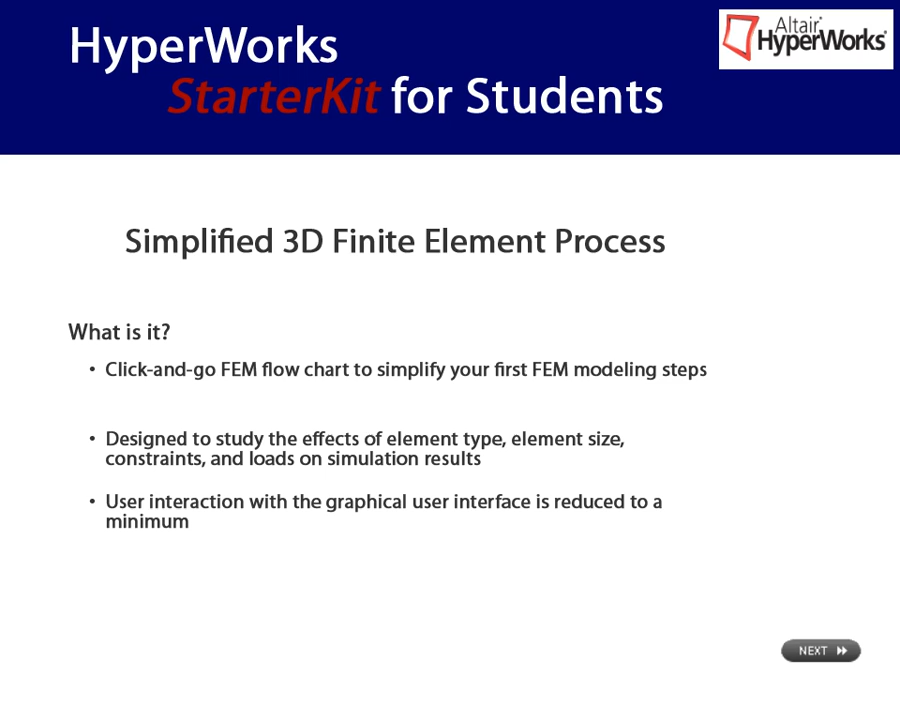 HyperWorks
StarterKit for Students
Altair®
HyperWorks®
Simplified 3D Finite Element Process
What is it?
• Click-and-go FEM flow chart to simplify your first FEM modeling steps
• Designed to study the effects of element type, element size,
constraints, and loads on simulation results
• User interaction with the graphical user interface is reduced to a
minimum
NEXT